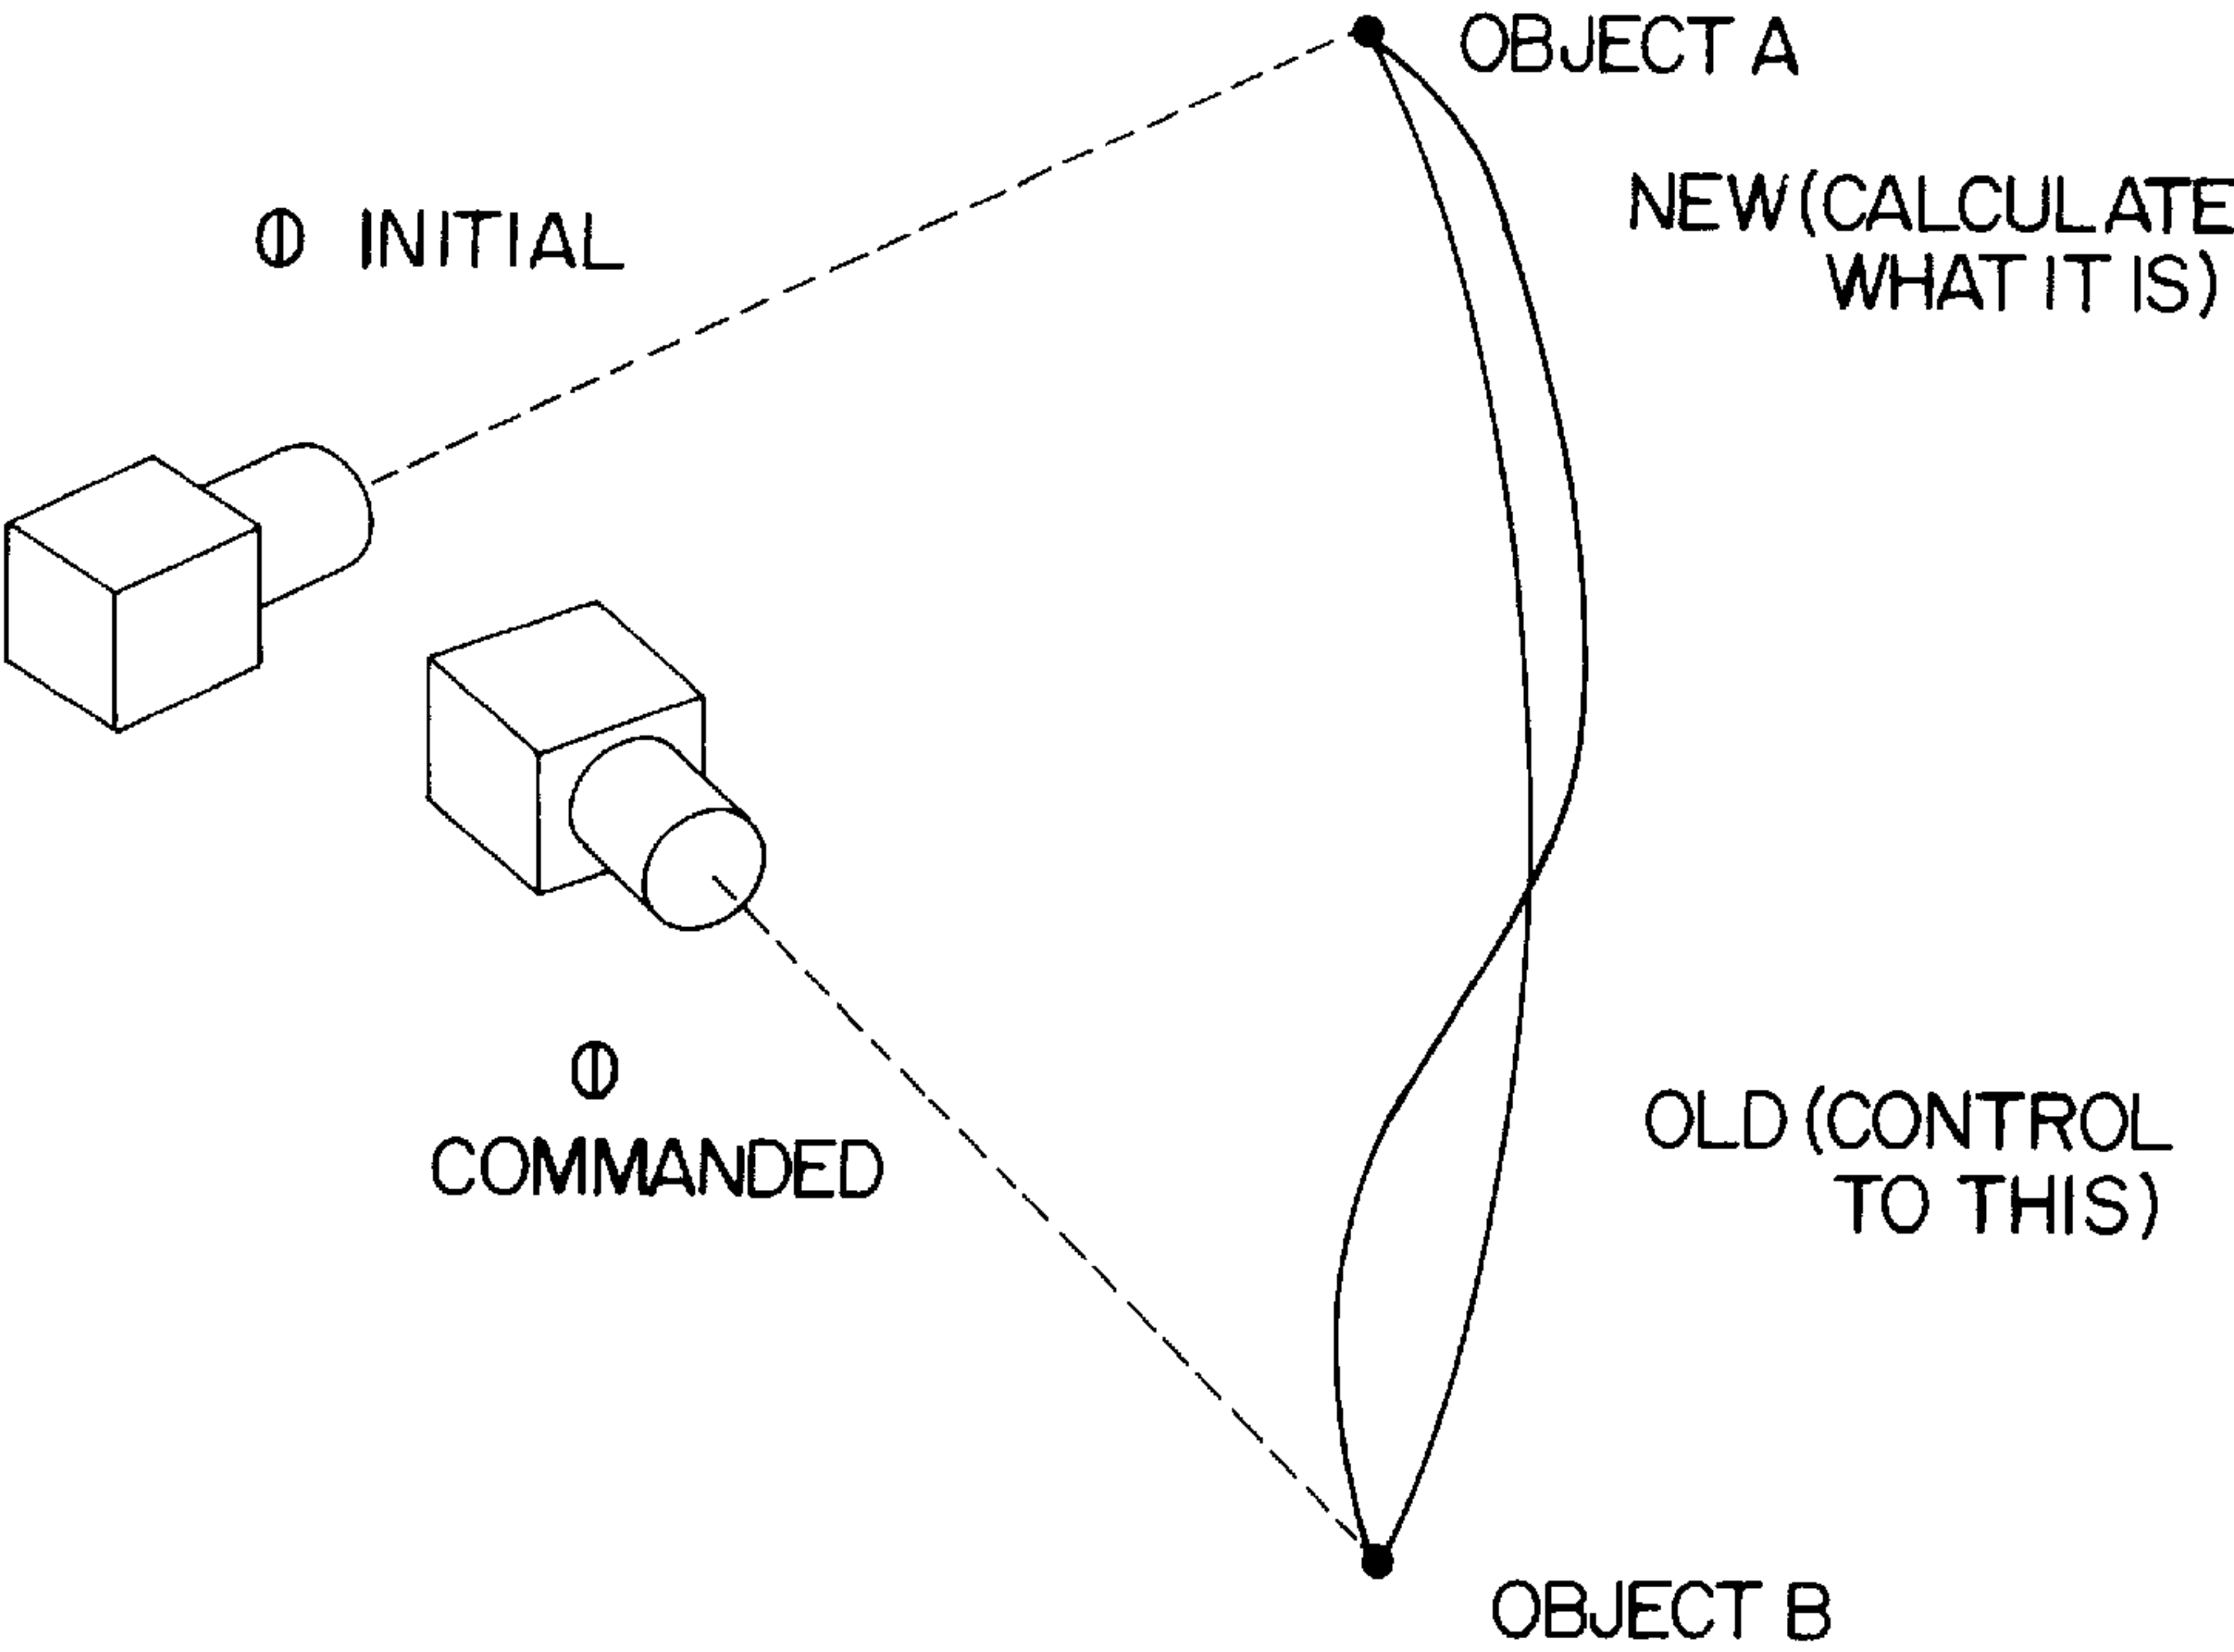 OBJECT A
NEW (CALCULATE
WHAT IT IS)
Φ INITIAL
Φ
COMMANDED
OLD (CONTROL
TO THIS)
OBJECT B